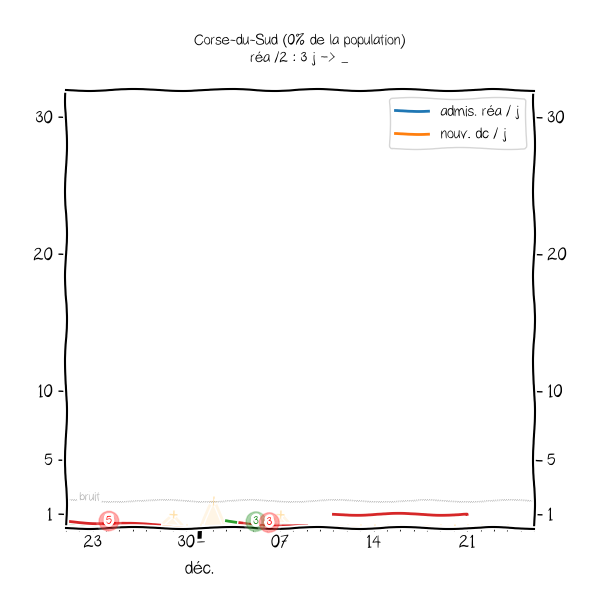 Corse-du-Sud (0% de la population)
réa /2 : 3 j -> _
admis. réa / j
nouv. dc / j
30 30
20 20
10 10
5 5
bruit
1 5 3 3 1
23 30 07 14 21
déc.